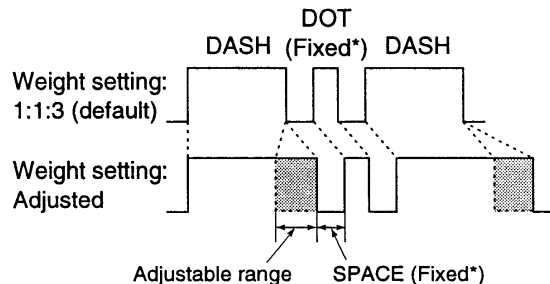 DOT
DASH (Fixed*) DASH
Weight setting:
1:1:3 (default)
Weight setting:
Adjusted
Adjustable range SPACE (Fixed*)